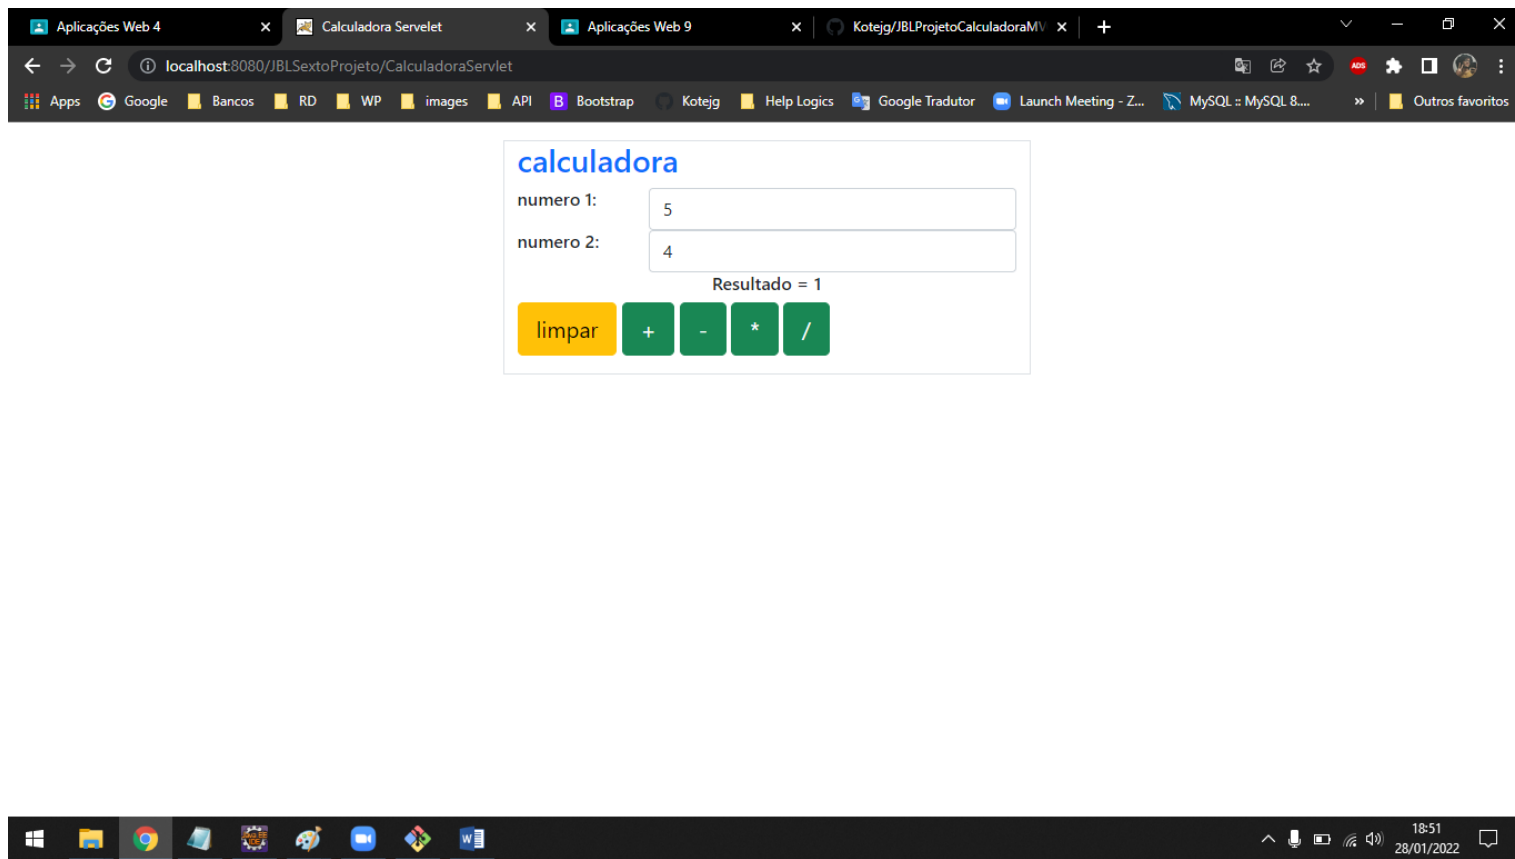 Aplicações Web 4
Calculadora Servelet
Aplicações Web 9
Kotejg/JBLProjetoCalculadoraMV
localhost:8080/JBLSextoProjeto/CalculadoraServlet
ADS
Apps Google Bancos RD WP images API B Bootstrap Kotejg Help Logics Google Tradutor Launch Meeting - Z... MySQL :: MySQL 8.... » Outros favoritos
calculadora
numero 1: 5
numero 2: 4
Resultado = 1
limpar + - * /
18:51
28/01/2022